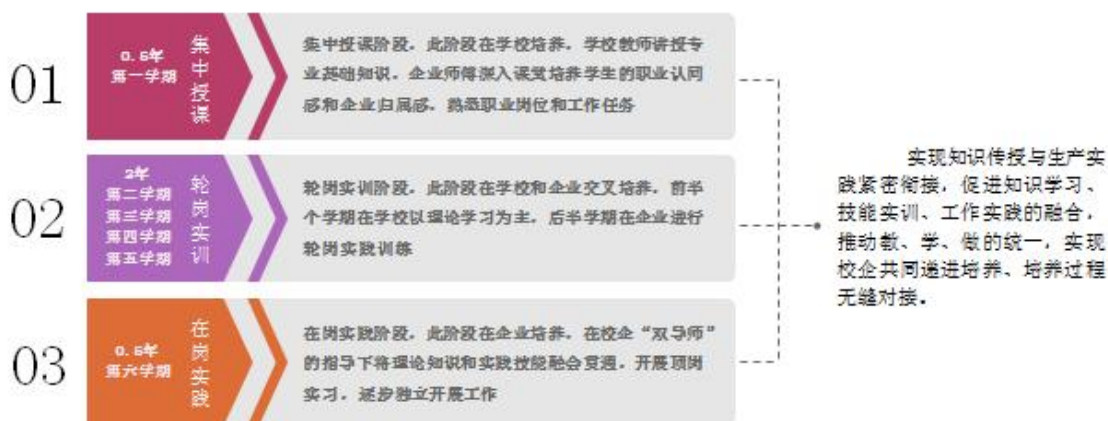 01
0.5年
第一学期
集中授课
集中授课阶段，此阶段在学校培养，学校教师讲授专
业基础知识，企业师傅深入课堂培养学生的职业认同
感和企业归属感，熟悉职业岗位和工作任务
02
2年
第二学期
第三学期
第四学期
第五学期
轮岗实训
轮岗实训阶段，此阶段在学校和企业交叉培养，前半
个学期在学校以理论学习为主，后半学期在企业进行
轮岗实践训练
03
0.5年
第六学期
在岗实践
在岗实践阶段，此阶段在企业培养，在校企“双导师”
的指导下将理论知识和实践技能融会贯通，开展顶岗
实习，逐步独立开展工作
实现知识传授与生产实
践紧密衔接，促进知识学习、
技能实训、工作实践的融合，
推动教、学、做的统一，实现
校企共同递进培养、培养过程
无缝对接。